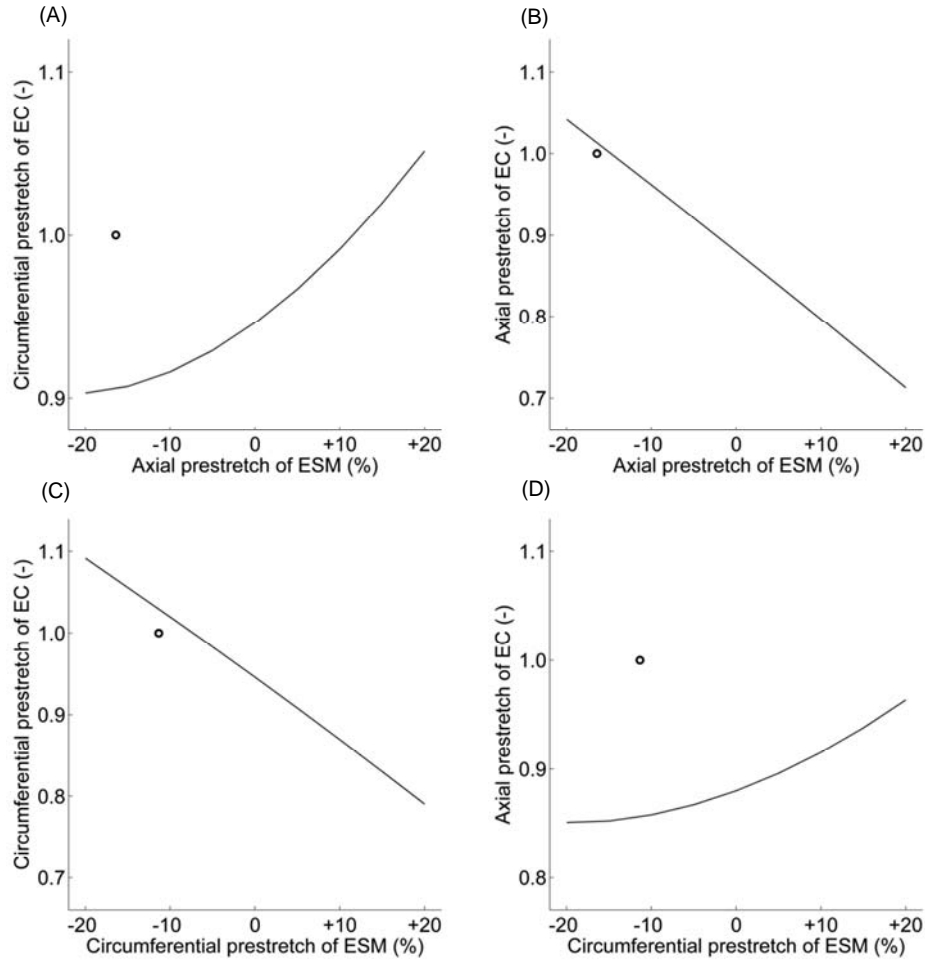 (A)
1.1
1.0
0.9
Circumferential prestretch of EC (-)
-20 -10 0 +10 +20
Axial prestretch of ESM (%)
(B)
1.1
1.0
0.9
0.8
0.7
Axial prestretch of EC (-)
-20 -10 0 +10 +20
Axial prestretch of ESM (%)
(C)
1.1
1.0
0.9
0.8
0.7
Circumferential prestretch of EC (-)
-20 -10 0 +10 +20
Circumferential prestretch of ESM (%)
(D)
1.1
1.0
0.9
0.8
Axial prestretch of EC (-)
-20 -10 0 +10 +20
Circumferential prestretch of ESM (%)